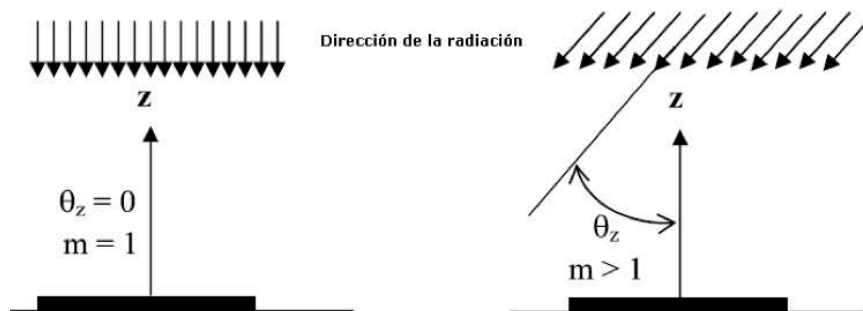 Dirección de la radiación
z
θz = 0
m = 1
z
θz
m > 1